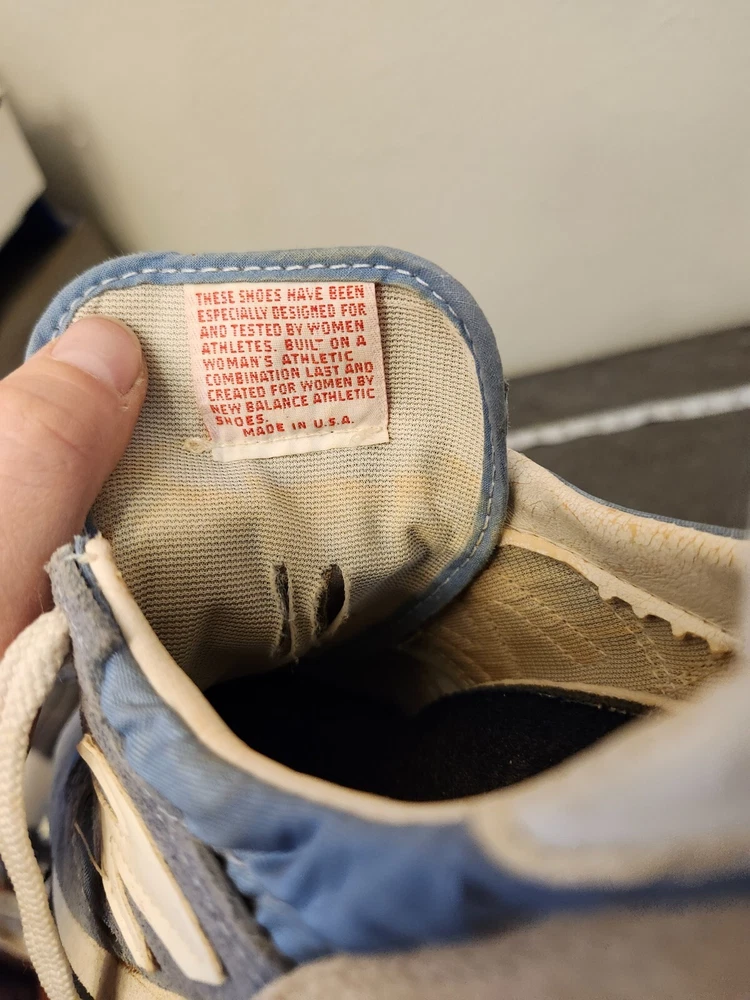 THESE SHOES HAVE BEEN
ESPECIALLY DESIGNED FOR
AND TESTED BY WOMEN
ATHLETES. BUILT ON A
WOMAN'S ATHLETIC
COMBINATION LAST AND
CREATED FOR WOMEN BY
NEW BALANCE ATHLETIC
SHOES.
MADE IN U.S.A.